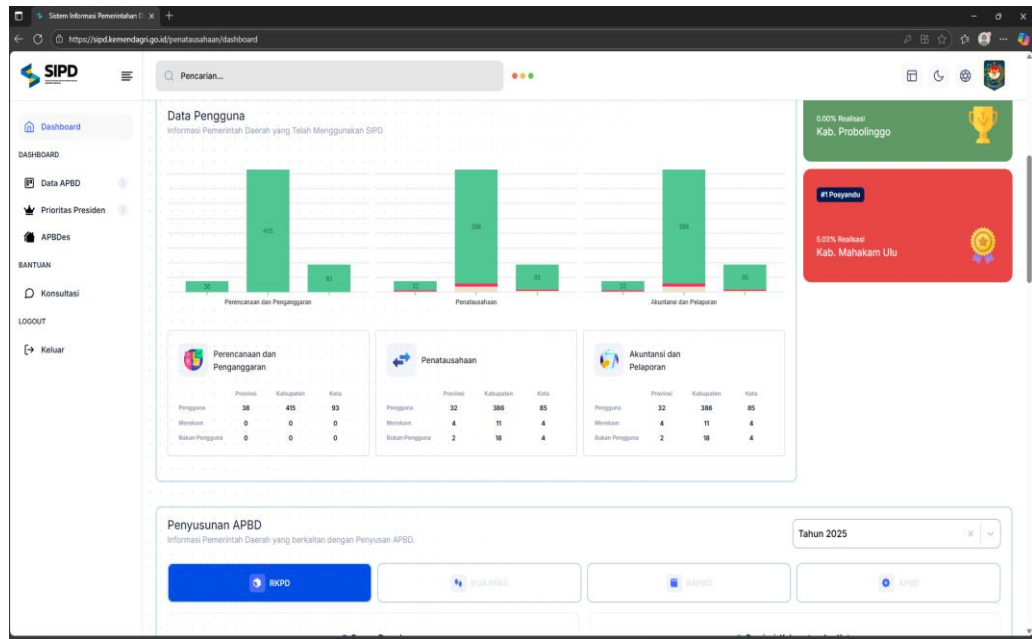 Sistem Informasi Pemerintahan D
https://sipd.kemendagri.go.id/penatausahaan/dashboard
SIPD
Pencarian...
Dashboard
DASHBOARD
Data APBD
Prioritas Presiden
APBDes
BANTUAN
Konsultasi
LOGOUT
Keluar
Data Pengguna
Informasi Pemerintah Daerah yang Telah Menggunakan SIPD
415
93
38
386
85
32
386
85
32
Perencanaan dan Penganggaran
Penatausahaan
Akuntansi dan Pelaporan
Perencanaan dan
Penganggaran
Provinsi Kabupaten Kota
Pengguna 38 415 93
Merekam 0 0 0
Bukan Pengguna 0 0 0
Penatausahaan
Provinsi Kabupaten Kota
Pengguna 32 386 85
Merekam 4 11 4
Bukan Pengguna 2 18 4
Akuntansi dan
Pelaporan
Provinsi Kabupaten Kota
Pengguna 32 386 85
Merekam 4 11 4
Bukan Pengguna 2 18 4
0.00% Realisasi
Kab. Probolinggo
#1 Posyandu
5.03% Realisasi
Kab. Mahakam Ulu
Penyusunan APBD
Informasi Pemerintah Daerah yang berkaitan dengan Penyusan APBD.
Tahun 2025
RKPD
KUA PPAS
RAPBD
APBD